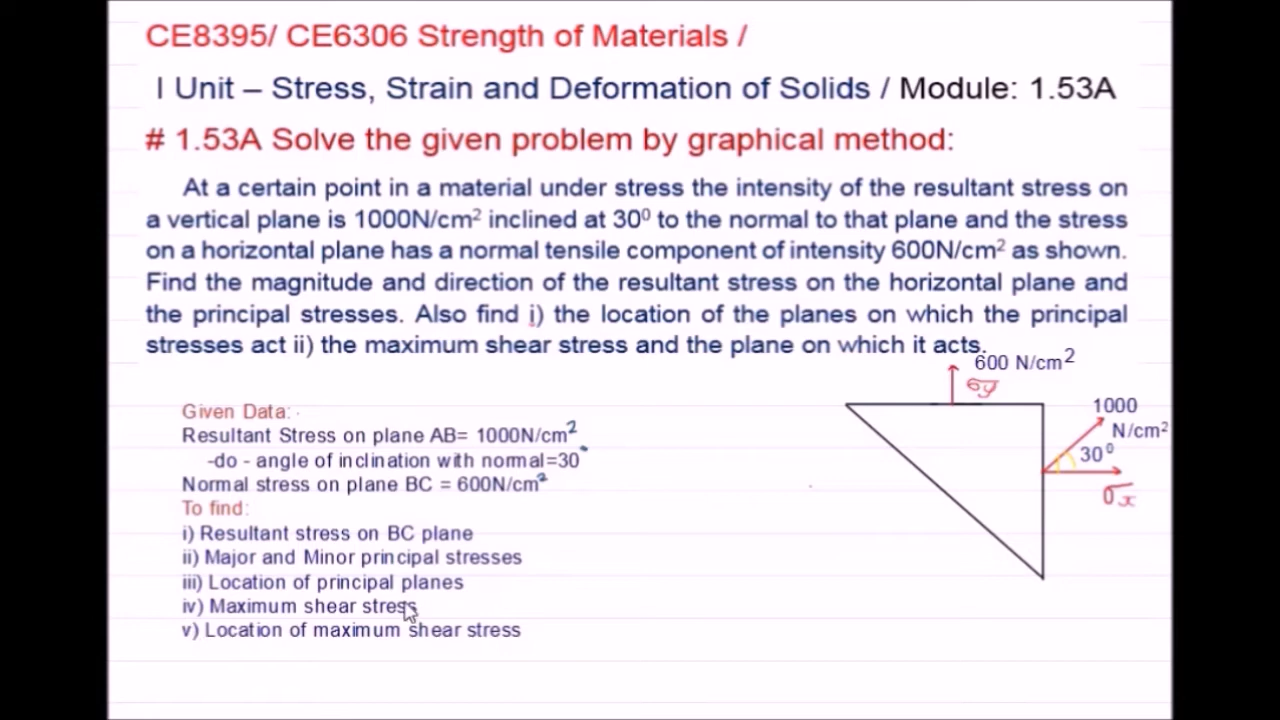 CE8395/ CE6306 Strength of Materials /
I Unit – Stress, Strain and Deformation of Solids / Module: 1.53A
# 1.53A Solve the given problem by graphical method:
At a certain point in a material under stress the intensity of the resultant stress on
a vertical plane is 1000N/cm² inclined at 30⁰ to the normal to that plane and the stress
on a horizontal plane has a normal tensile component of intensity 600N/cm² as shown.
Find the magnitude and direction of the resultant stress on the horizontal plane and
the principal stresses. Also find i) the location of the planes on which the principal
stresses act ii) the maximum shear stress and the plane on which it acts.
600 N/cm²
σy
1000
N/cm²
30⁰
σx
Given Data:
Resultant Stress on plane AB= 1000N/cm²
-do - angle of inclination with normal=30°
Normal stress on plane BC = 600N/cm²
To find:
i) Resultant stress on BC plane
ii) Major and Minor principal stresses
iii) Location of principal planes
iv) Maximum shear stress
v) Location of maximum shear stress